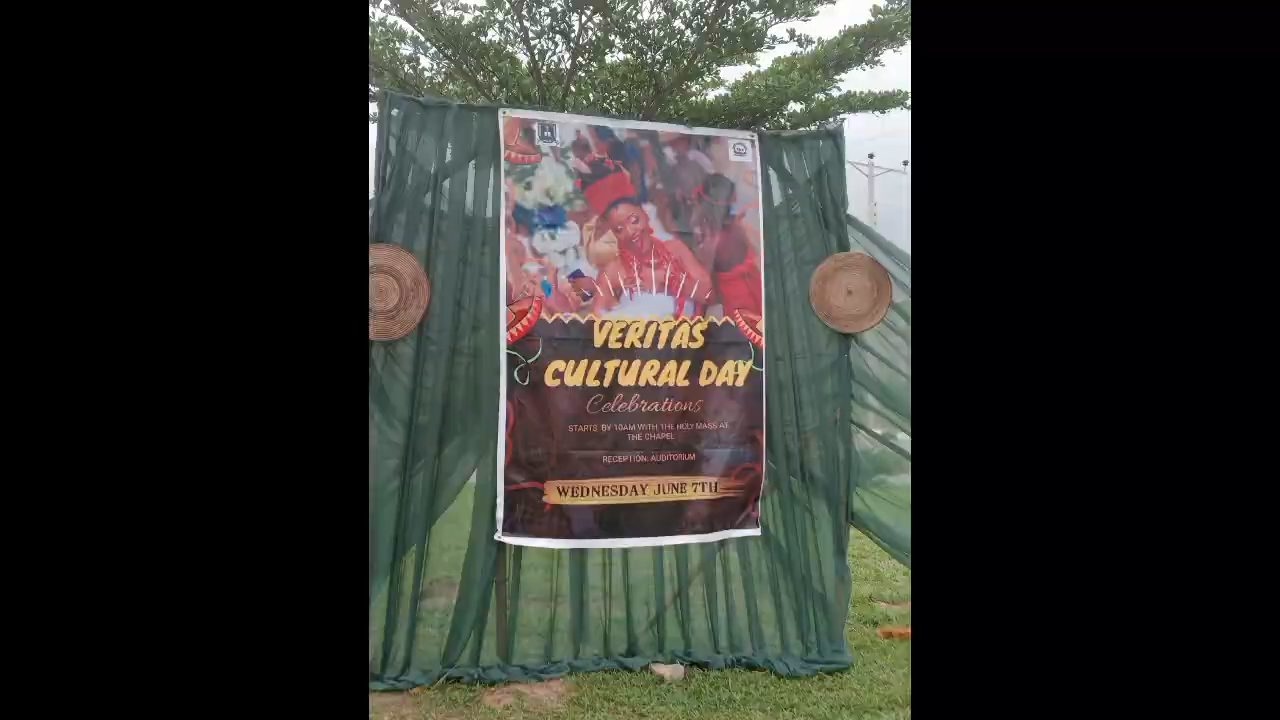 VERITAS
CULTURAL DAY
Celebrations
STARTS BY 10AM WITH THE HOLY MASS AT
THE CHAPEL
RECEPTION: AUDITORIUM
WEDNESDAY JUNE 7TH